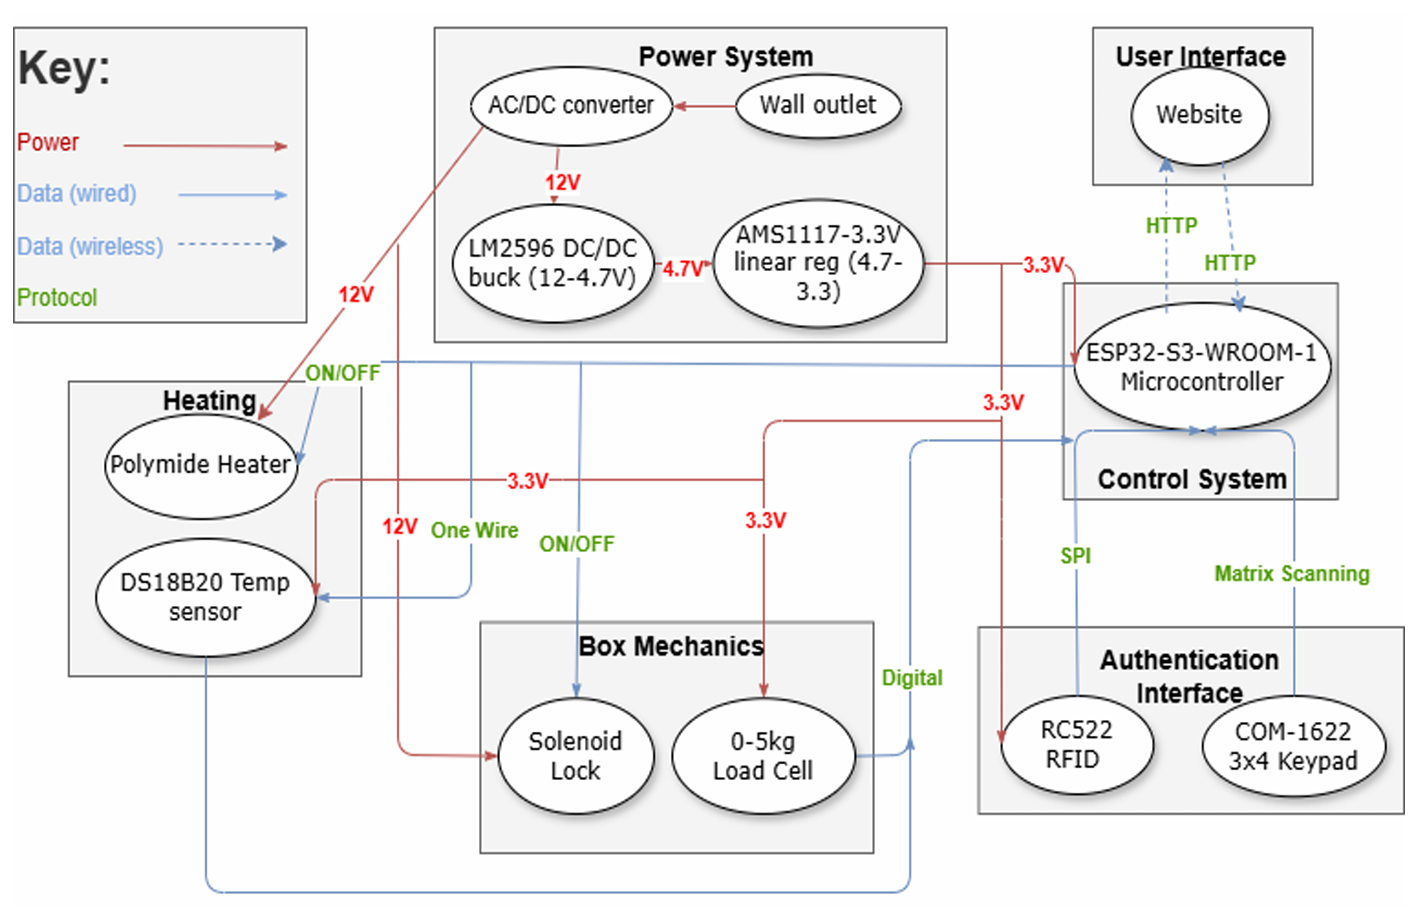 Key:
Power
Data (wired)
Data (wireless)
Protocol
Power System
AC/DC converter
Wall outlet
12V
LM2596 DC/DC
buck (12-4.7V)
4.7V
AMS1117-3.3V
linear reg (4.7-
3.3)
User Interface
Website
HTTP
HTTP
3.3V
ESP32-S3-WROOM-1
Microcontroller
Control System
12V
ON/OFF
Heating
Polymide Heater
DS18B20 Temp
sensor
3.3V
3.3V
3.3V
12V
One Wire
ON/OFF
SPI
Matrix Scanning
Box Mechanics
Solenoid
Lock
0-5kg
Load Cell
Digital
Authentication
Interface
RC522
RFID
COM-1622
3x4 Keypad